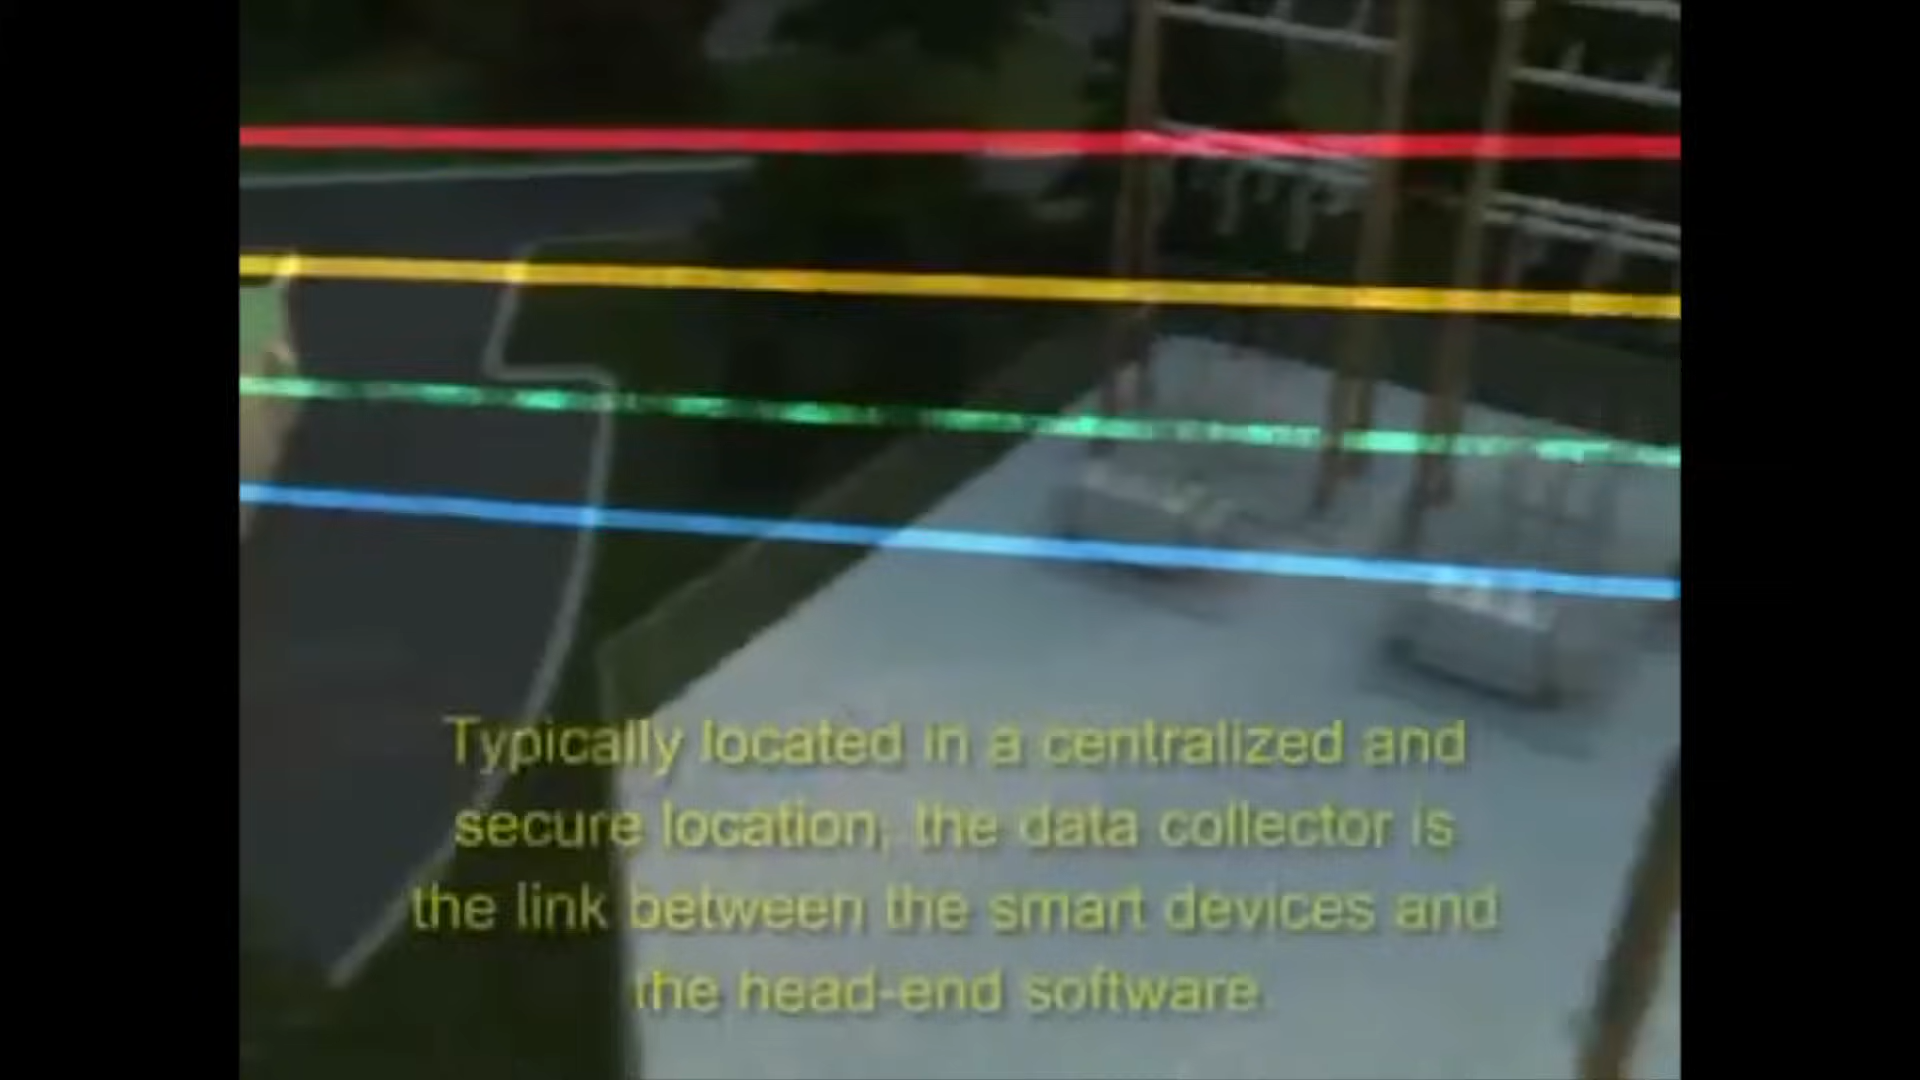 Typically located in a centralized and
secure location, the data collector is
the link between the smart devices and
the head-end software.